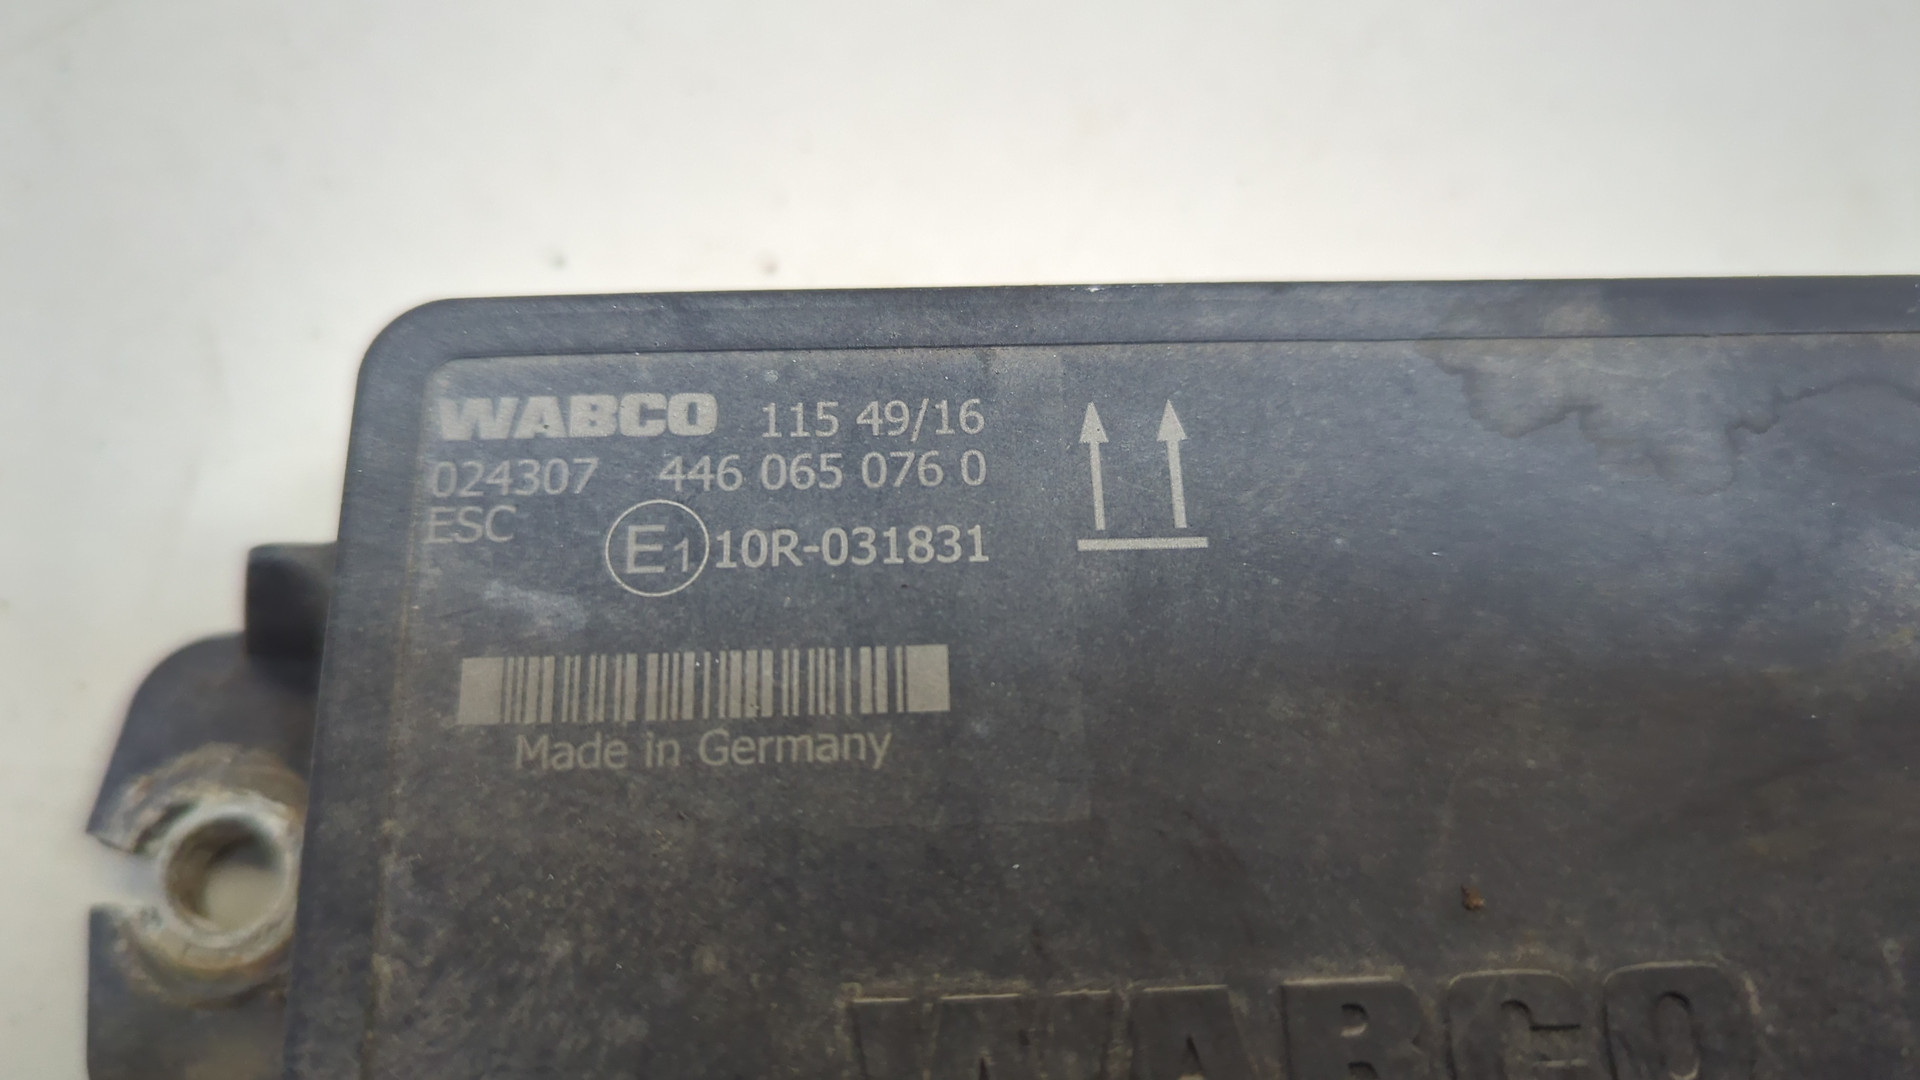 WABCO 115 49/16
024307 446 065 076 0
ESC
E1 10R-031831
Made in Germany
WABCO